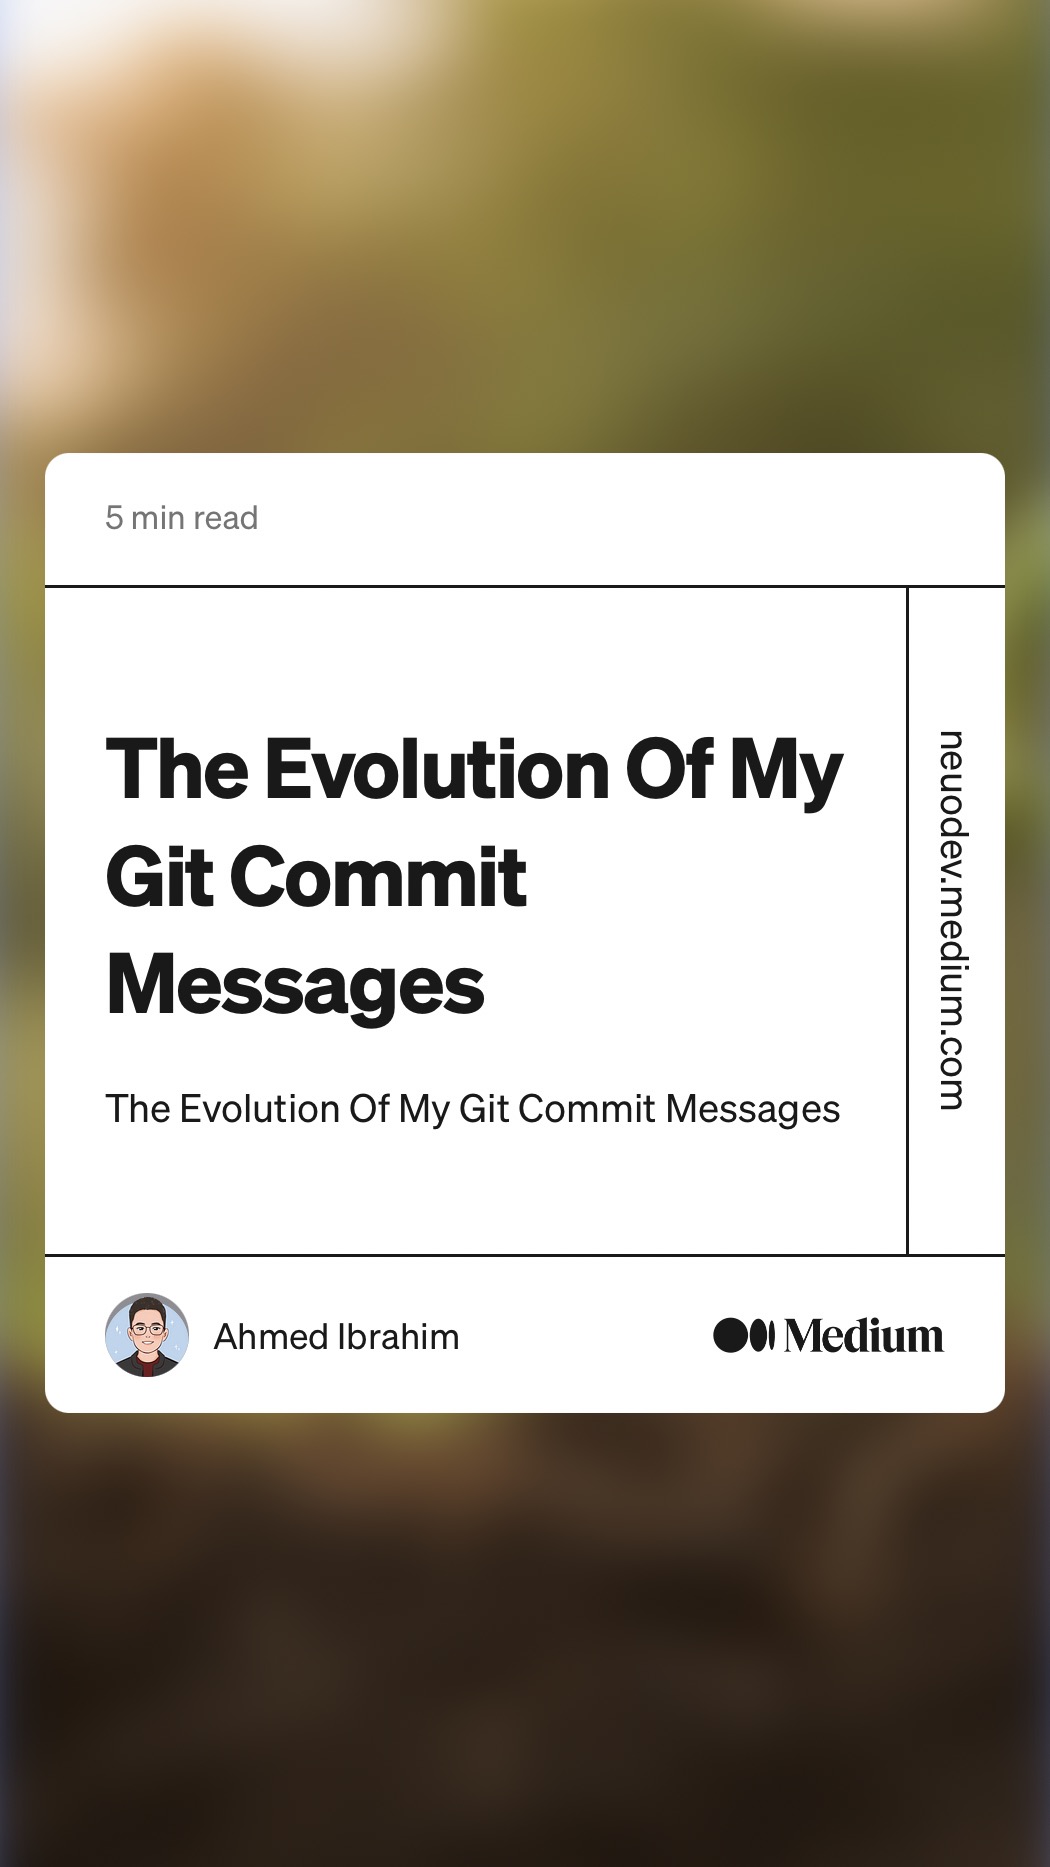 5 min read
The Evolution Of My
Git Commit
Messages
The Evolution Of My Git Commit Messages
neuodev.medium.com
Ahmed Ibrahim
Medium